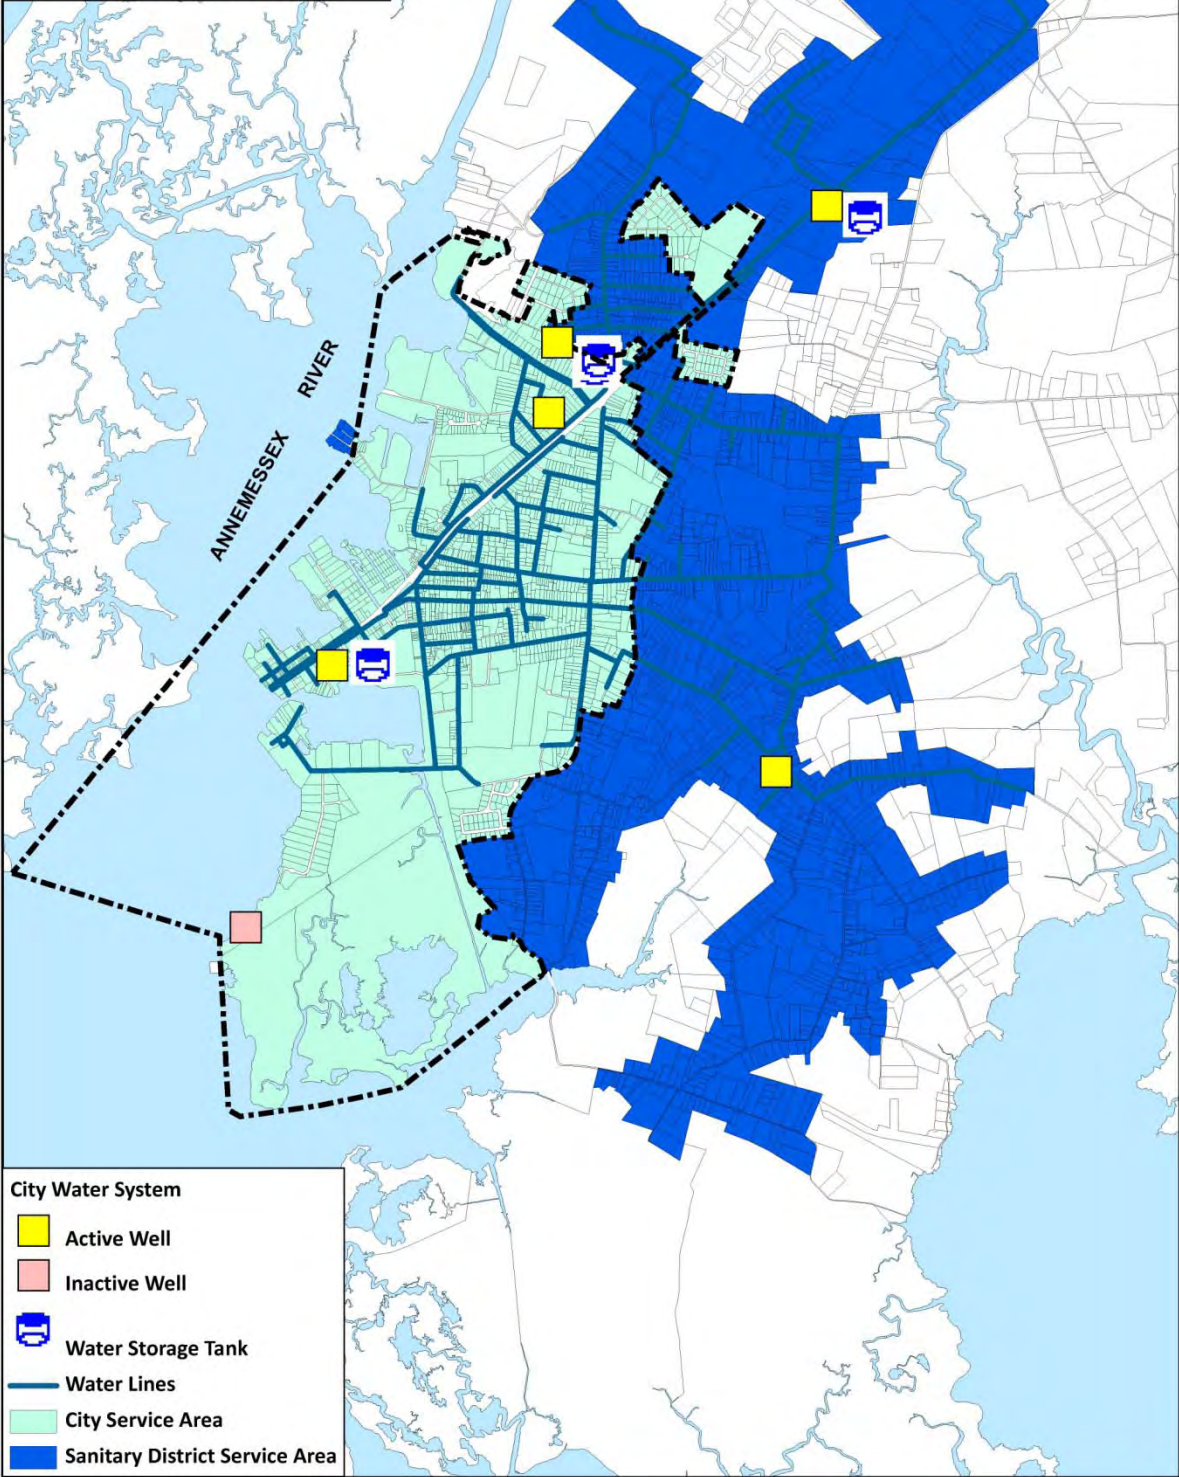 RIVER
ANNEMESSEX
City Water System
Active Well
Inactive Well
Water Storage Tank
Water Lines
City Service Area
Sanitary District Service Area